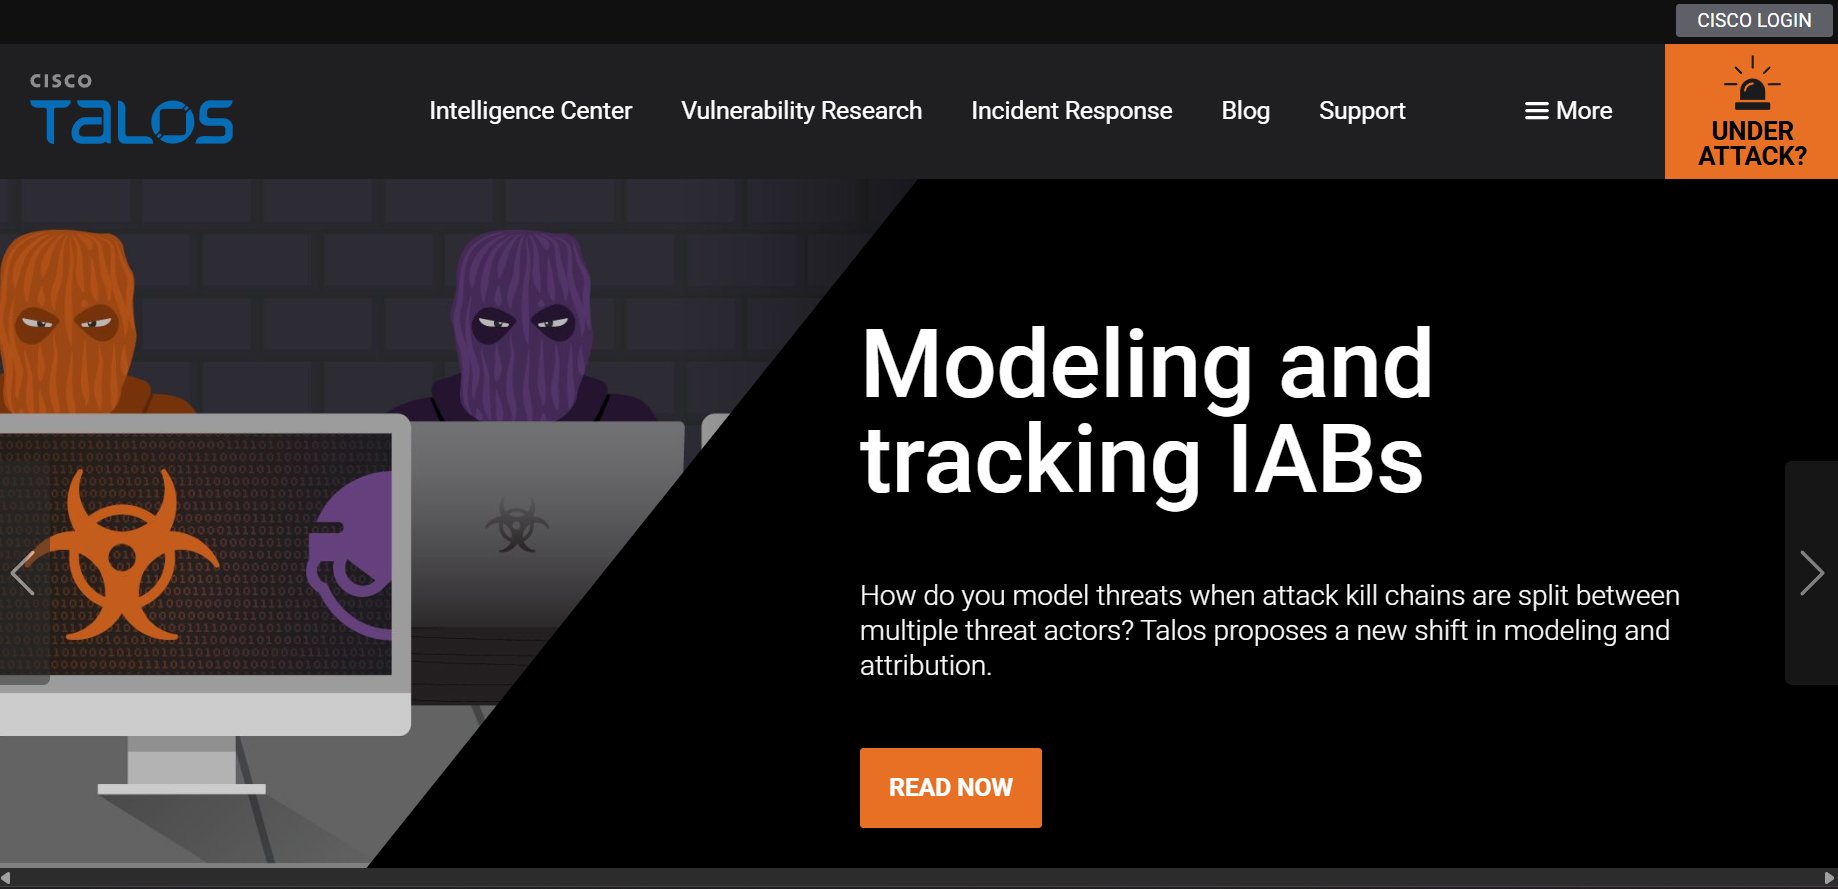 CISCO LOGIN
CISCO
TALOS
Intelligence Center
Vulnerability Research
Incident Response
Blog
Support
More
UNDER
ATTACK?
Modeling and
tracking IABs
How do you model threats when attack kill chains are split between
multiple threat actors? Talos proposes a new shift in modeling and
attribution.
READ NOW